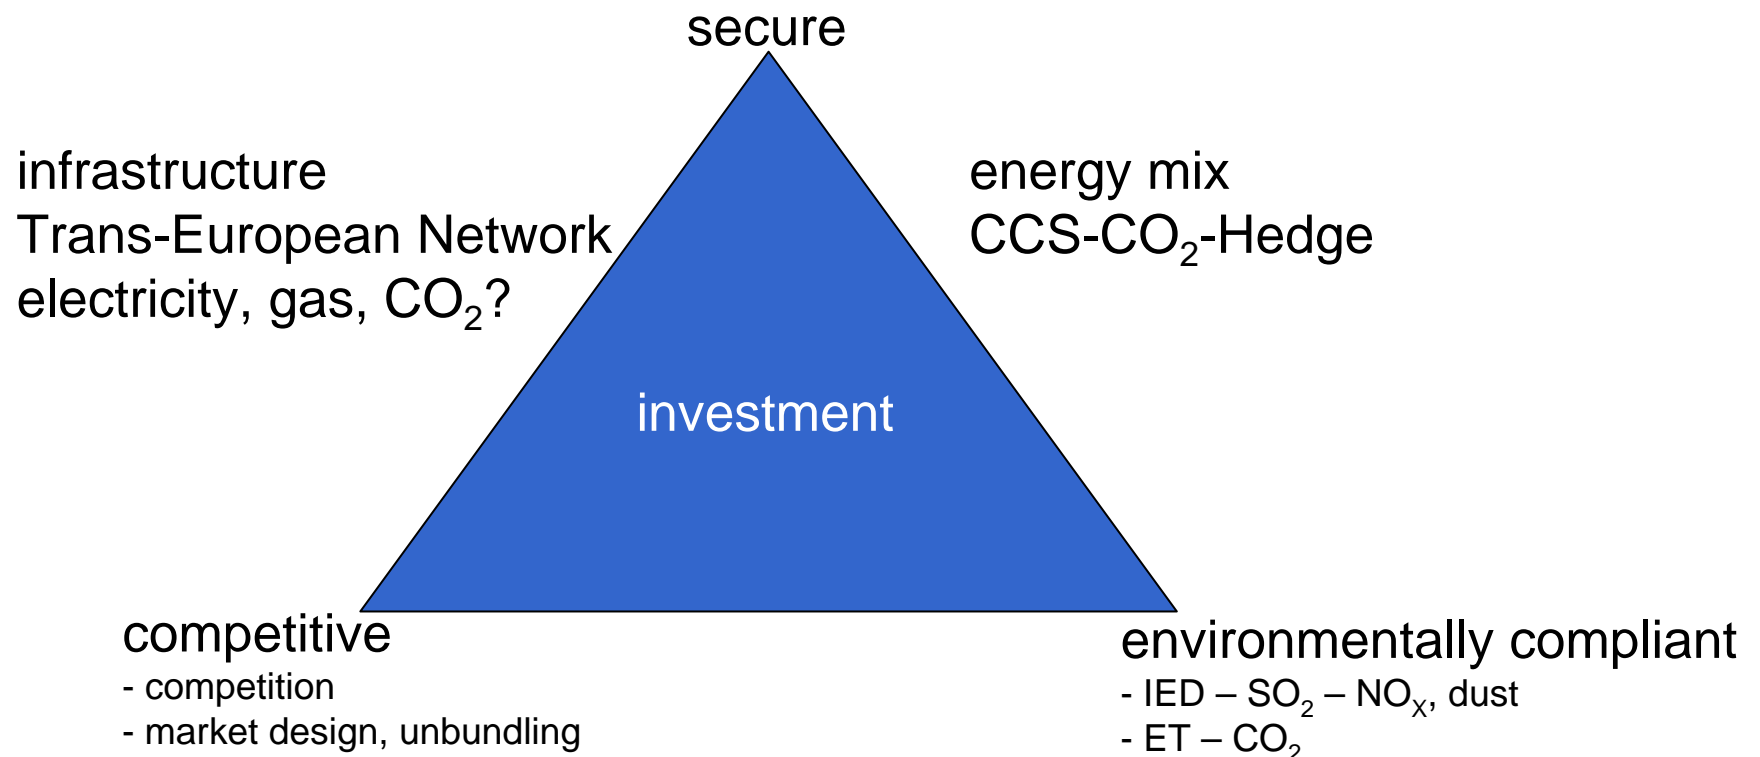 secure
infrastructure
Trans-European Network
electricity, gas, CO₂?
energy mix
CCS-CO₂-Hedge
investment
competitive
- competition
- market design, unbundling
environmentally compliant
- IED – SO₂ – NOₓ, dust
- ET – CO₂